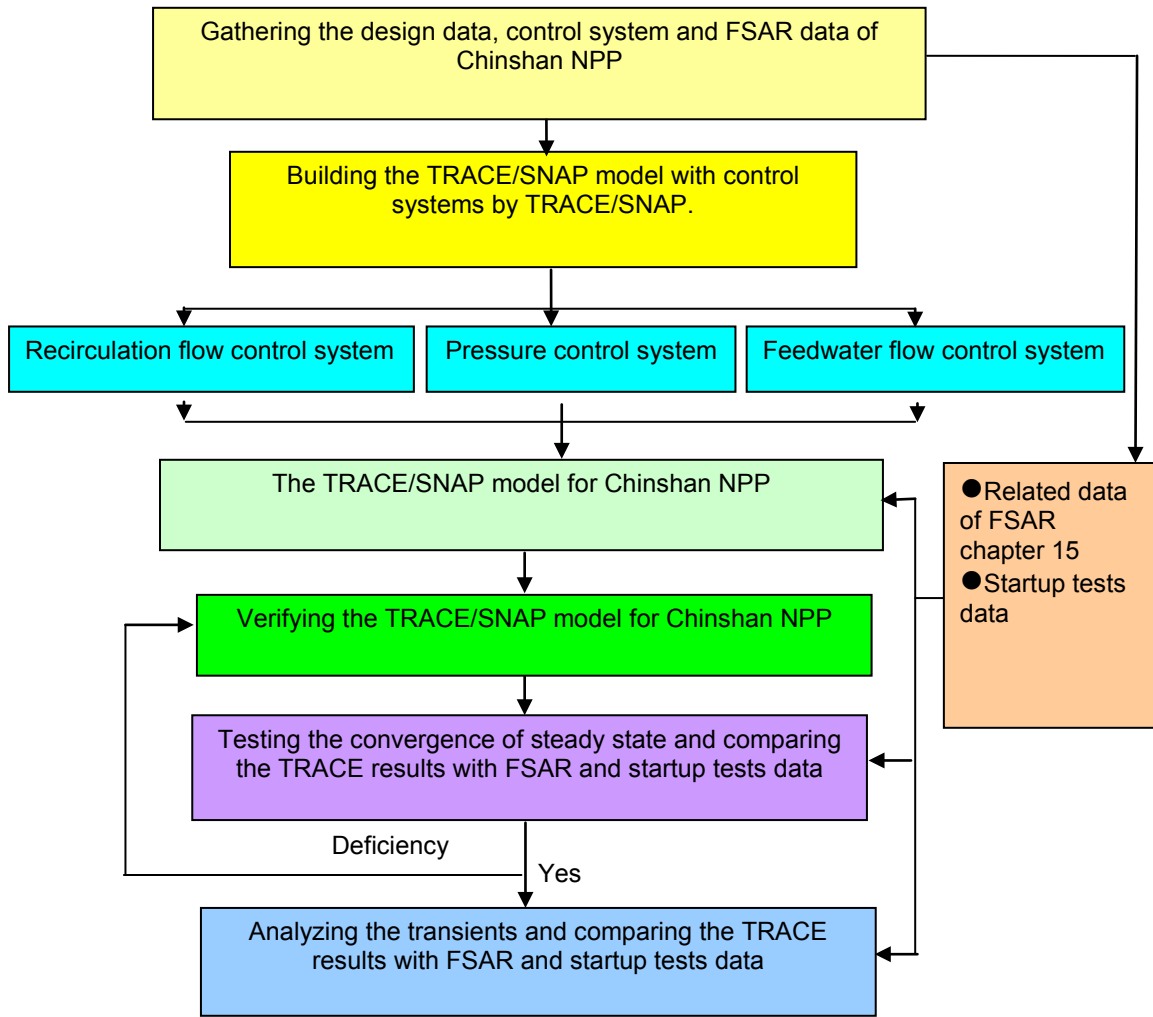 Gathering the design data, control system and FSAR data of
Chinshan NPP
Building the TRACE/SNAP model with control
systems by TRACE/SNAP.
Recirculation flow control system
Pressure control system
Feedwater flow control system
The TRACE/SNAP model for Chinshan NPP
●Related data
of FSAR
chapter 15
●Startup tests
data
Verifying the TRACE/SNAP model for Chinshan NPP
Testing the convergence of steady state and comparing
the TRACE results with FSAR and startup tests data
Deficiency
Yes
Analyzing the transients and comparing the TRACE
results with FSAR and startup tests data